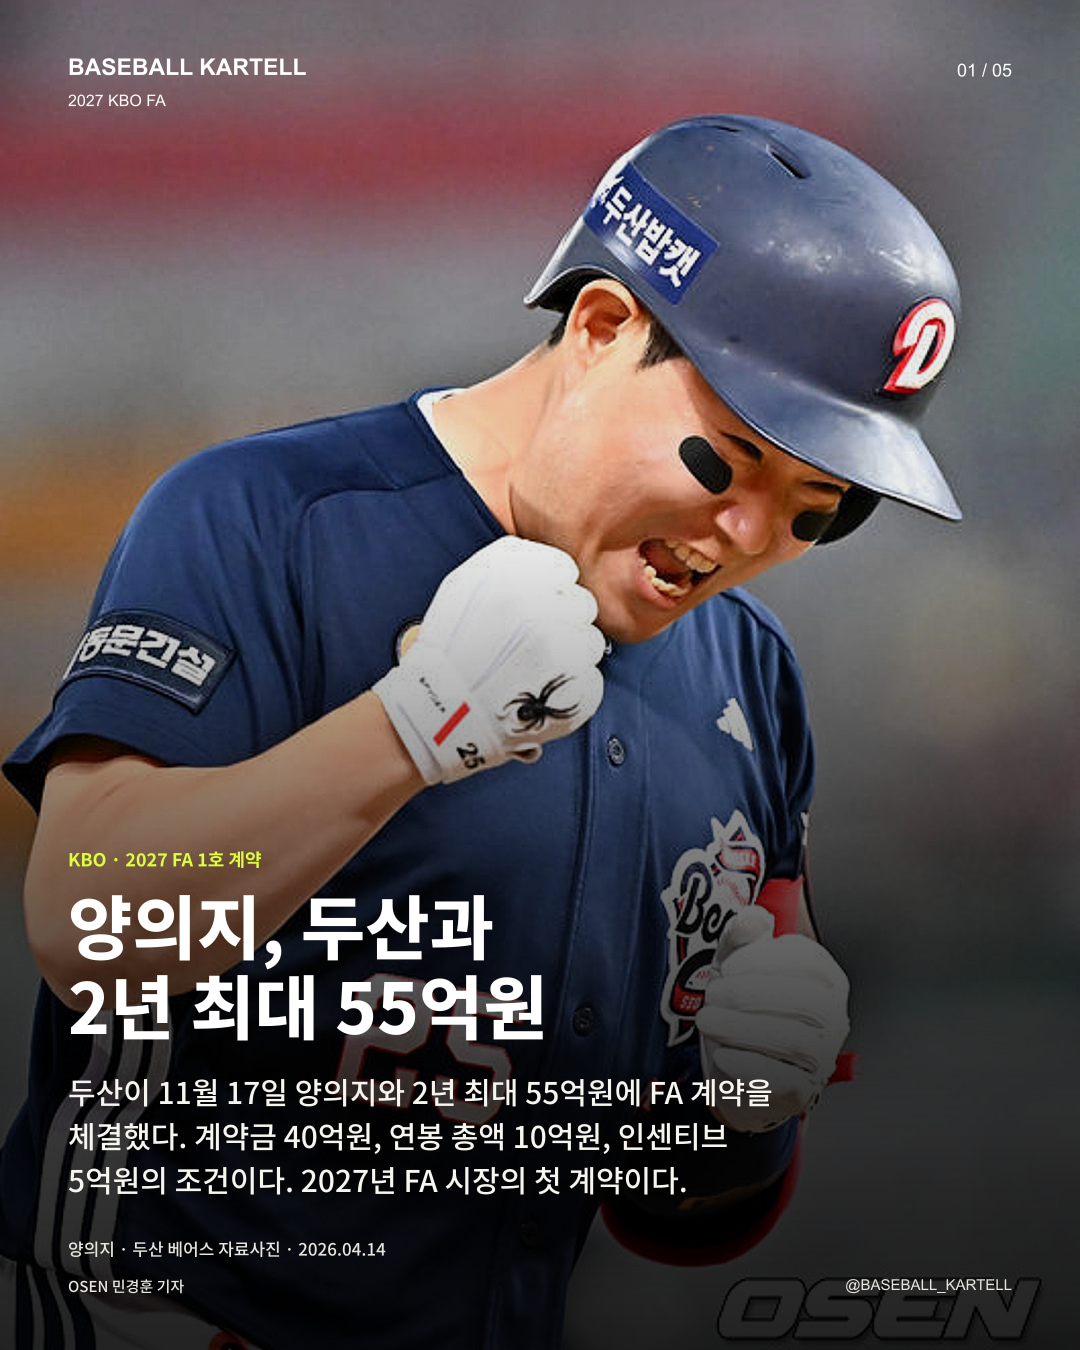 BASEBALL KARTELL
01 / 05
2027 KBO FA
두산밥캣
D
동문건설
25
KBO · 2027 FA 1호 계약
양의지, 두산과
2년 최대 55억원
25
두산이 11월 17일 양의지와 2년 최대 55억원에 FA 계약을
체결했다. 계약금 40억원, 연봉 총액 10억원, 인센티브
5억원의 조건이다. 2027년 FA 시장의 첫 계약이다.
양의지 · 두산 베어스 자료사진 · 2026.04.14
OSEN 민경훈 기자
@BASEBALL_KARTELL
OSEN